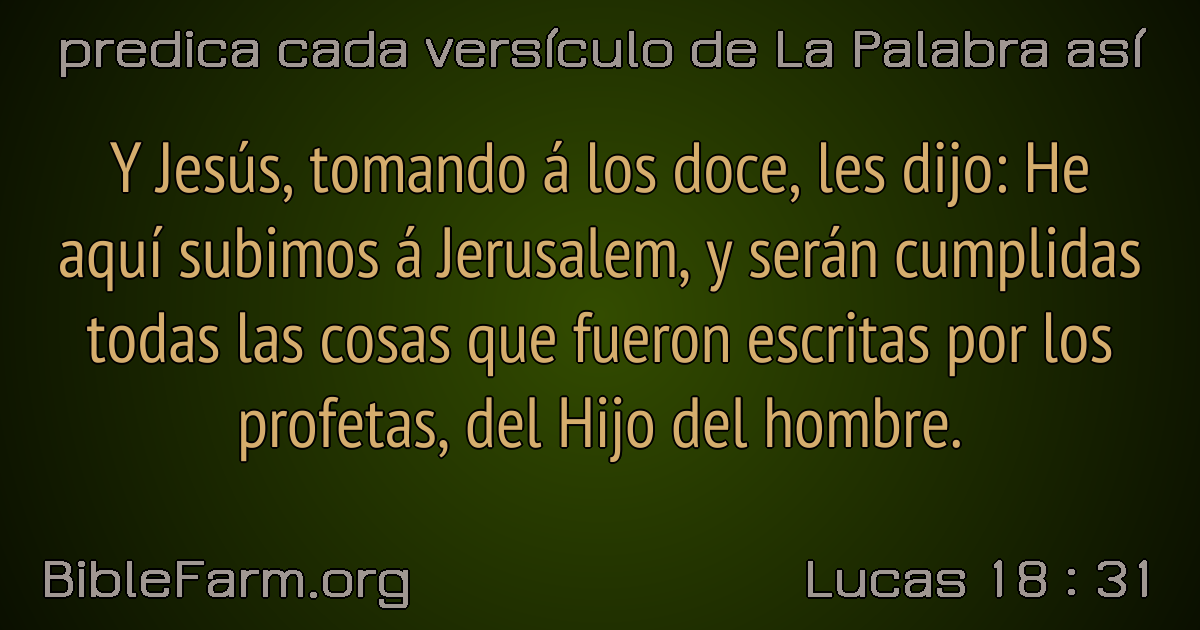 predica cada versículo de La Palabra así
Y Jesús, tomando á los doce, les dijo: He
aquí subimos á Jerusalem, y serán cumplidas
todas las cosas que fueron escritas por los
profetas, del Hijo del hombre.
BibleFarm.org
Lucas 18 : 31